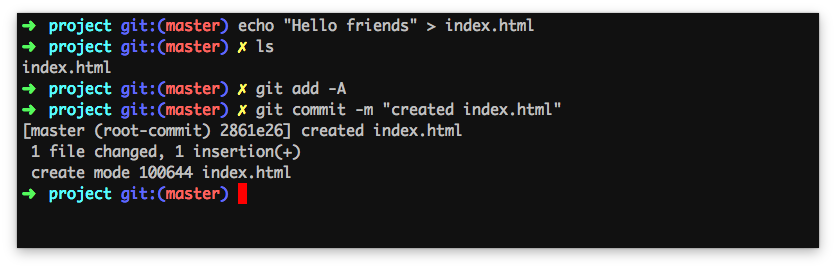 ➜ project git:(master) echo "Hello friends" > index.html
➜ project git:(master) ✗ ls
index.html
➜ project git:(master) ✗ git add -A
➜ project git:(master) ✗ git commit -m "created index.html"
[master (root-commit) 2861e26] created index.html
 1 file changed, 1 insertion(+)
 create mode 100644 index.html
➜ project git:(master)